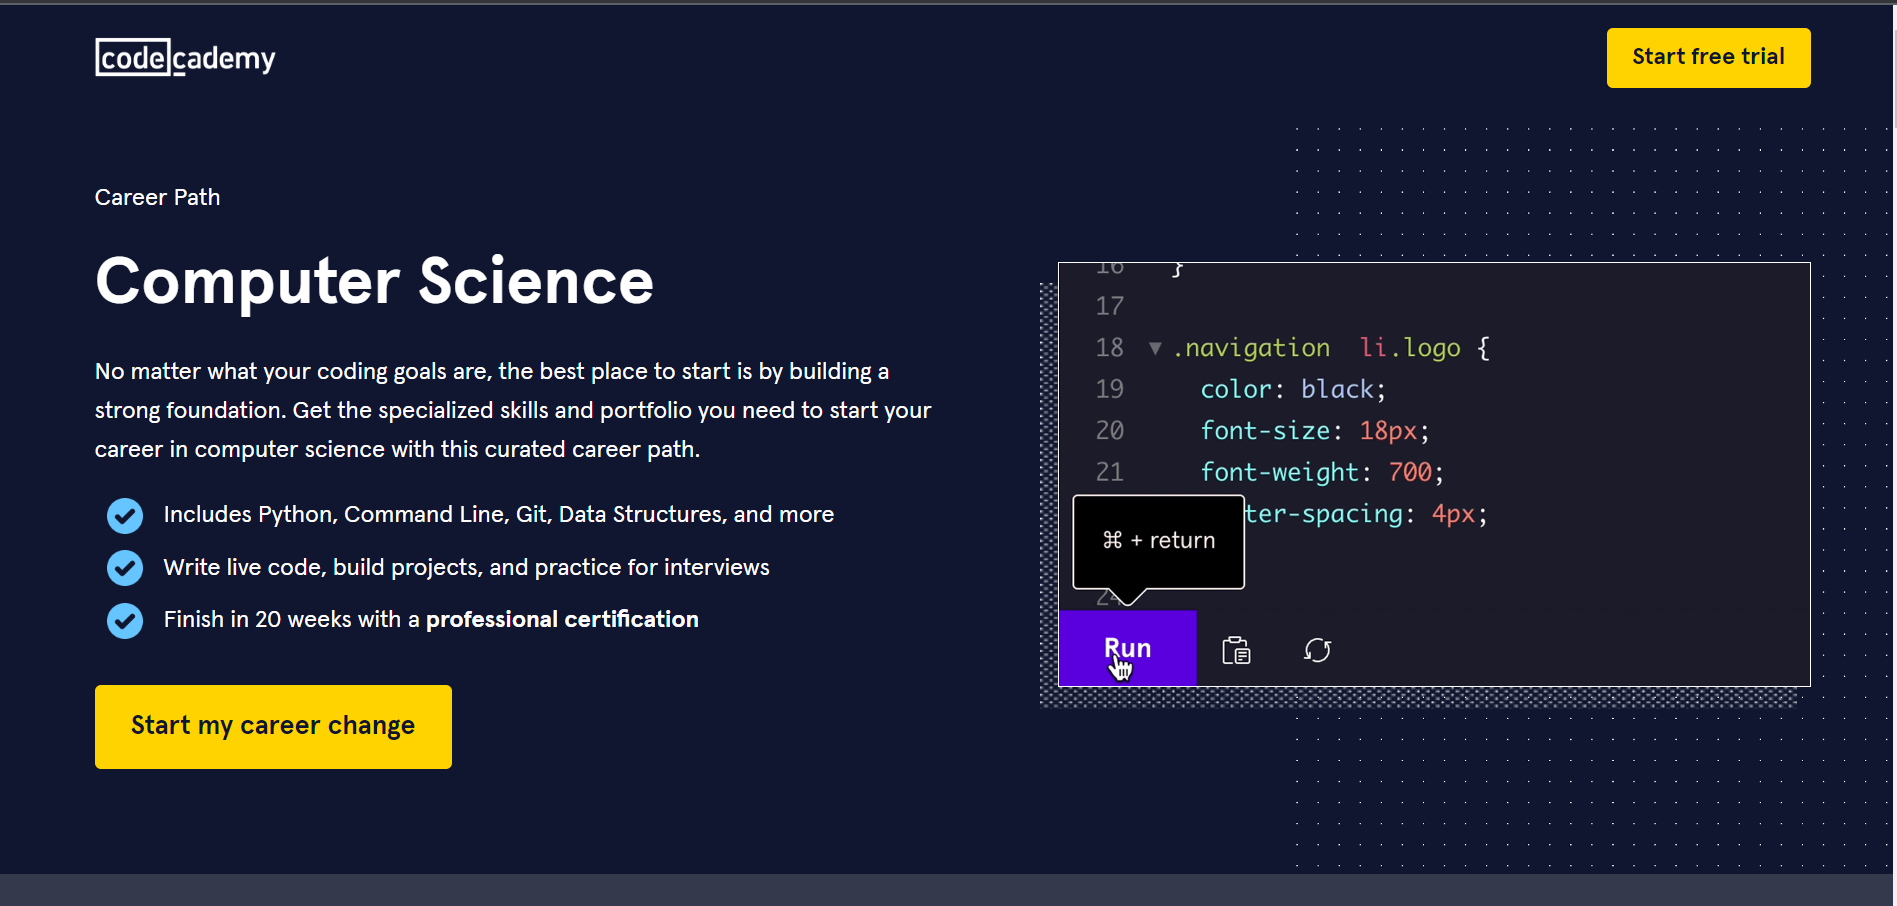 codecademy
Start free trial
Career Path
Computer Science
No matter what your coding goals are, the best place to start is by building a
strong foundation. Get the specialized skills and portfolio you need to start your
career in computer science with this curated career path.
Includes Python, Command Line, Git, Data Structures, and more
Write live code, build projects, and practice for interviews
Finish in 20 weeks with a professional certification
Start my career change
16 }
17
18 ▼ .navigation li.logo {
19 color: black;
20 font-size: 18px;
21 font-weight: 700;
ter-spacing: 4px;
⌘ + return
24
Run